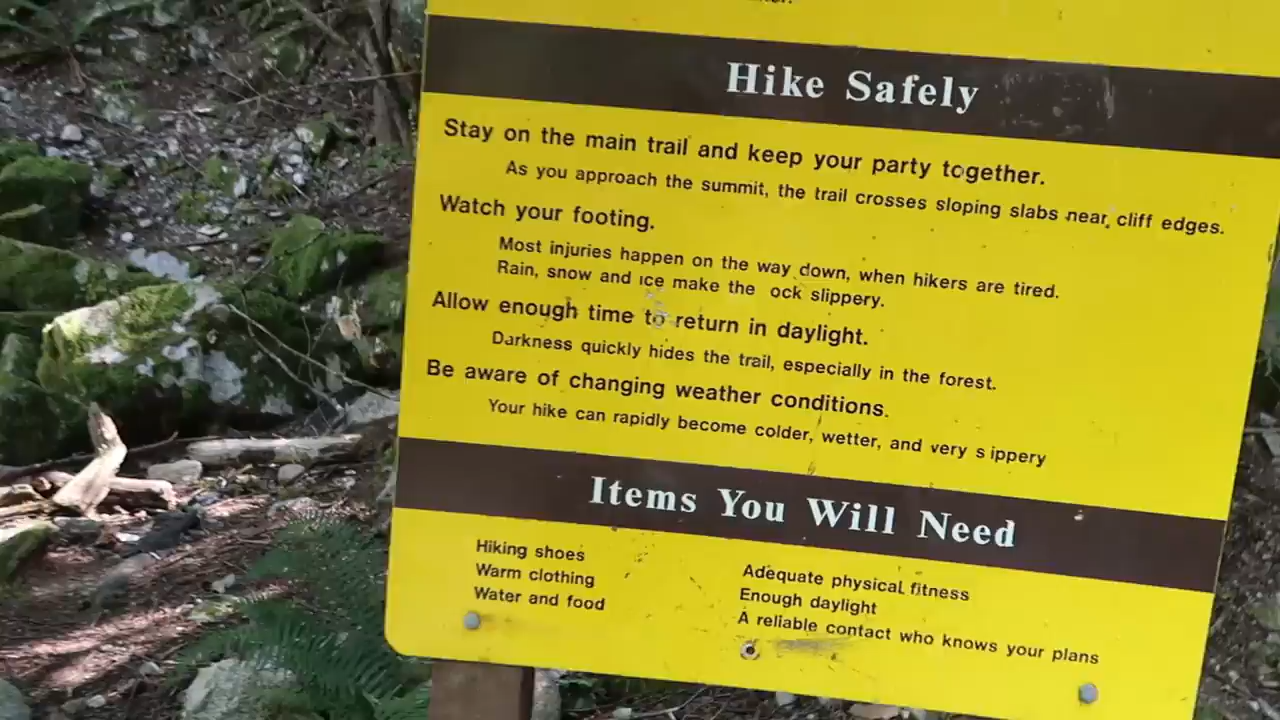 Hike Safely
Stay on the main trail and keep your party together.
As you approach the summit, the trail crosses sloping slabs near cliff edges.
Watch your footing.
Most injuries happen on the way down, when hikers are tired.
Rain, snow and ice make the ock slippery.
Allow enough time to return in daylight.
Darkness quickly hides the trail, especially in the forest.
Be aware of changing weather conditions.
Your hike can rapidly become colder, wetter, and very s ippery
Items You Will Need
Hiking shoes
Warm clothing
Water and food
Adequate physical fitness
Enough daylight
A reliable contact who knows your plans